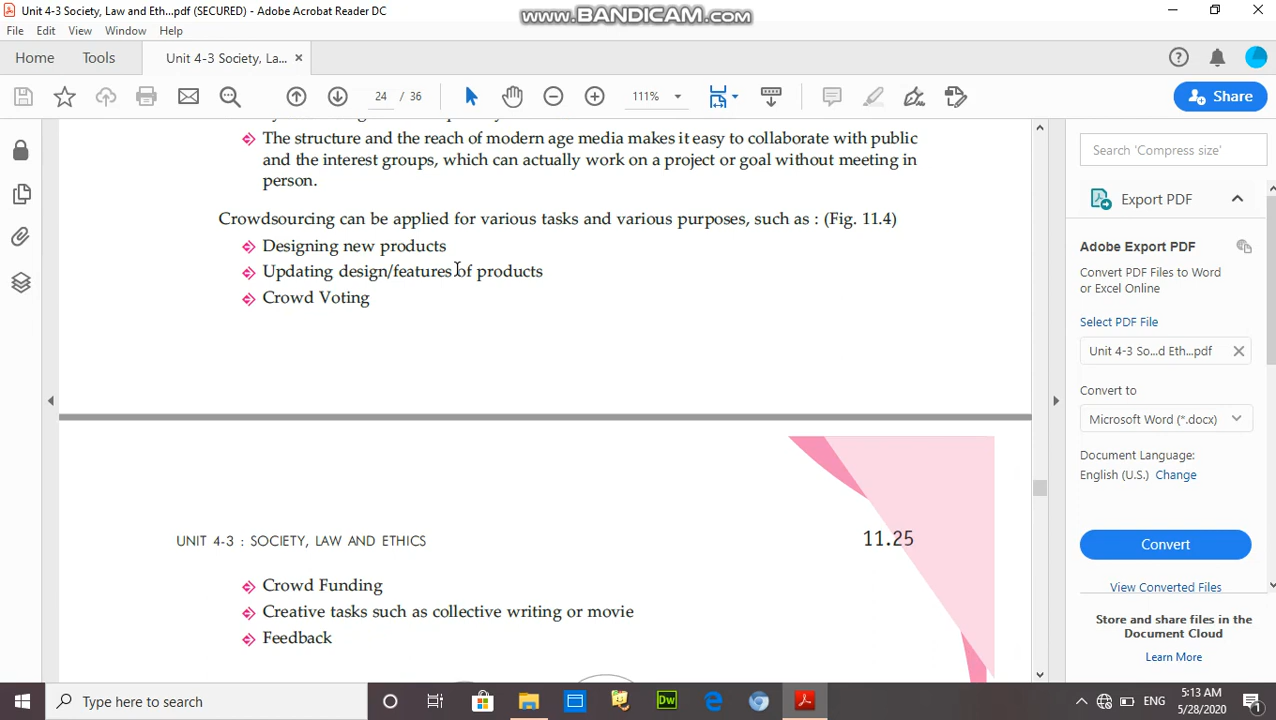 Unit 4-3 Society, Law and Eth...pdf (SECURED) - Adobe Acrobat Reader DC
www.BANDICAM.com
File Edit View Window Help
Home Tools Unit 4-3 Society, La... ×
24 / 36 111% Share
The structure and the reach of modern age media makes it easy to collaborate with public
and the interest groups, which can actually work on a project or goal without meeting in
person.
Crowdsourcing can be applied for various tasks and various purposes, such as : (Fig. 11.4)
Designing new products
Updating design/features of products
Crowd Voting
UNIT 4-3 : SOCIETY, LAW AND ETHICS 11.25
Crowd Funding
Creative tasks such as collective writing or movie
Feedback
Search 'Compress size'
Export PDF
Adobe Export PDF
Convert PDF Files to Word
or Excel Online
Select PDF File
Unit 4-3 So...d Eth...pdf
Convert to
Microsoft Word (*.docx)
Document Language:
English (U.S.) Change
Convert
View Converted Files
Store and share files in the
Document Cloud
Learn More
Type here to search
Dw
ENG
5:13 AM
5/28/2020
1